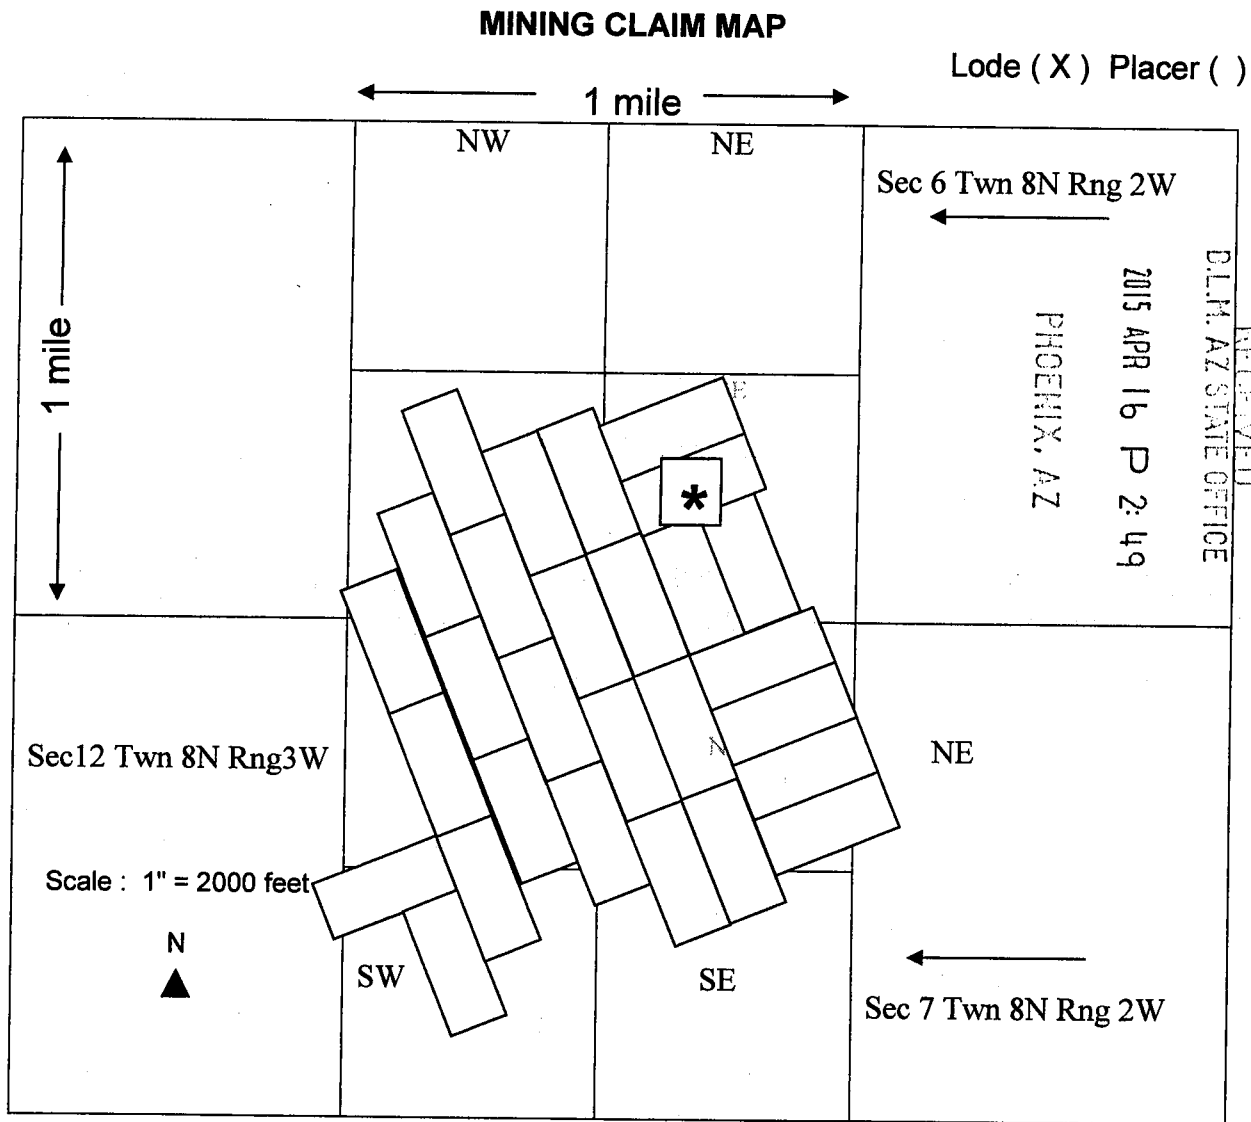 MINING CLAIM MAP
Lode ( X ) Placer ( )
1 mile
NW
NE
Sec 6 Twn 8N Rng 2W
1 mile
RECEIVED
B.L.M. AZ STATE OFFICE
2015 APR 16 P 2:49
PHOENIX, AZ
E
*
N
Sec12 Twn 8N Rng3W
NE
Scale : 1" = 2000 feet
N
SW
SE
Sec 7 Twn 8N Rng 2W